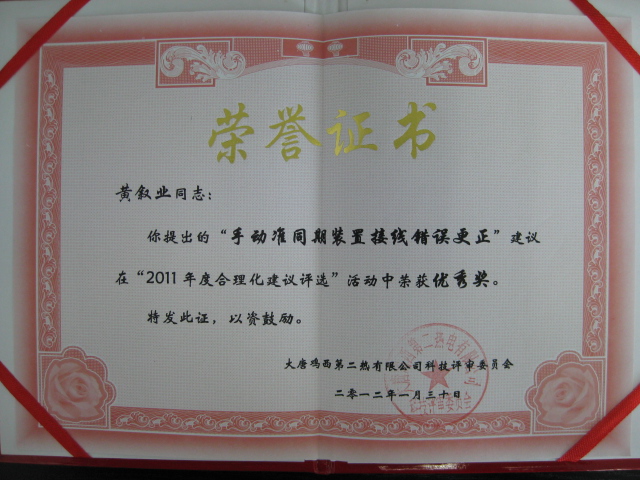 荣誉证书
黄叙业同志：
你提出的“手动准同期装置接线错误更正”建议
在“2011年度合理化建议评选”活动中荣获优秀奖。
特发此证，以资鼓励。
大唐鸡西第二热有限公司科技评审委员会
二零一二年一月三十日